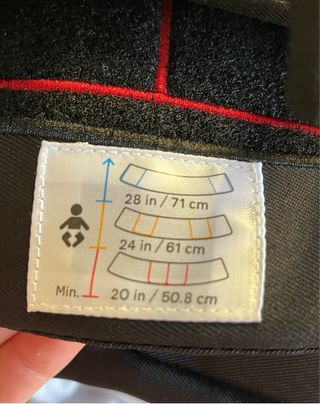 28 in / 71 cm
24 in / 61 cm
Min. 20 in / 50.8 cm